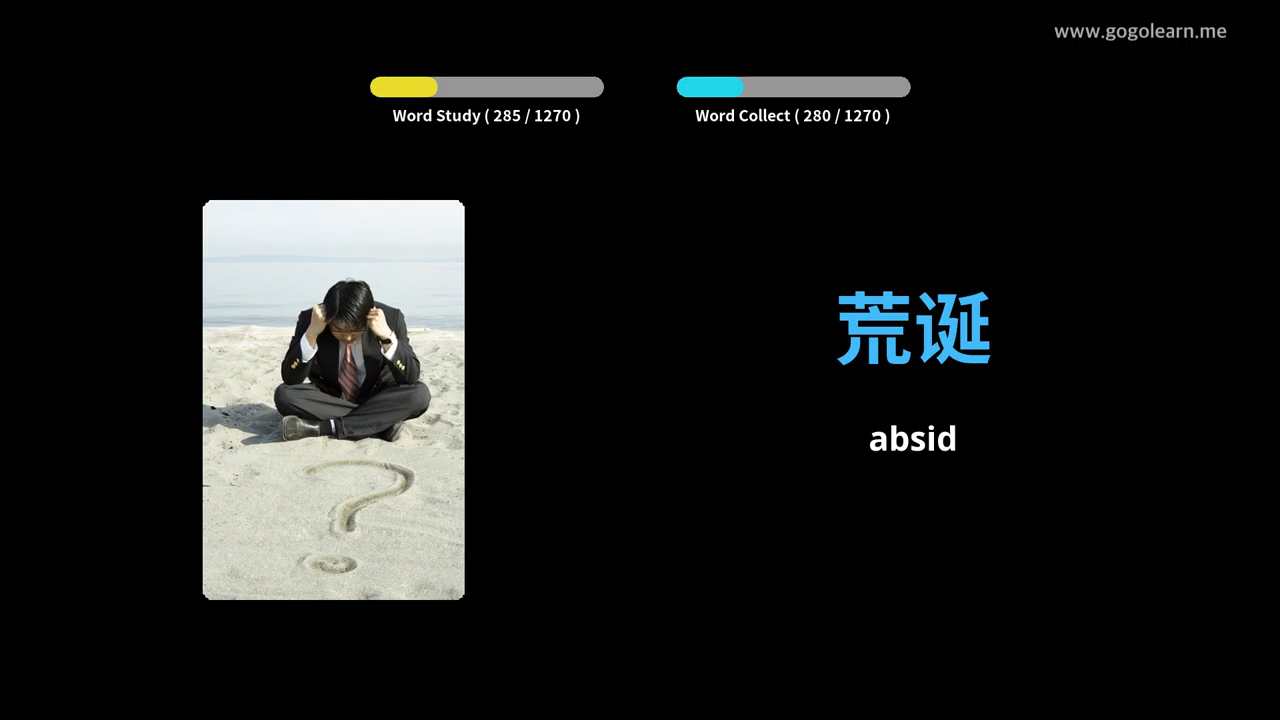 www.gogolearn.me
Word Study ( 285 / 1270 )
Word Collect ( 280 / 1270 )
荒诞
absid
?